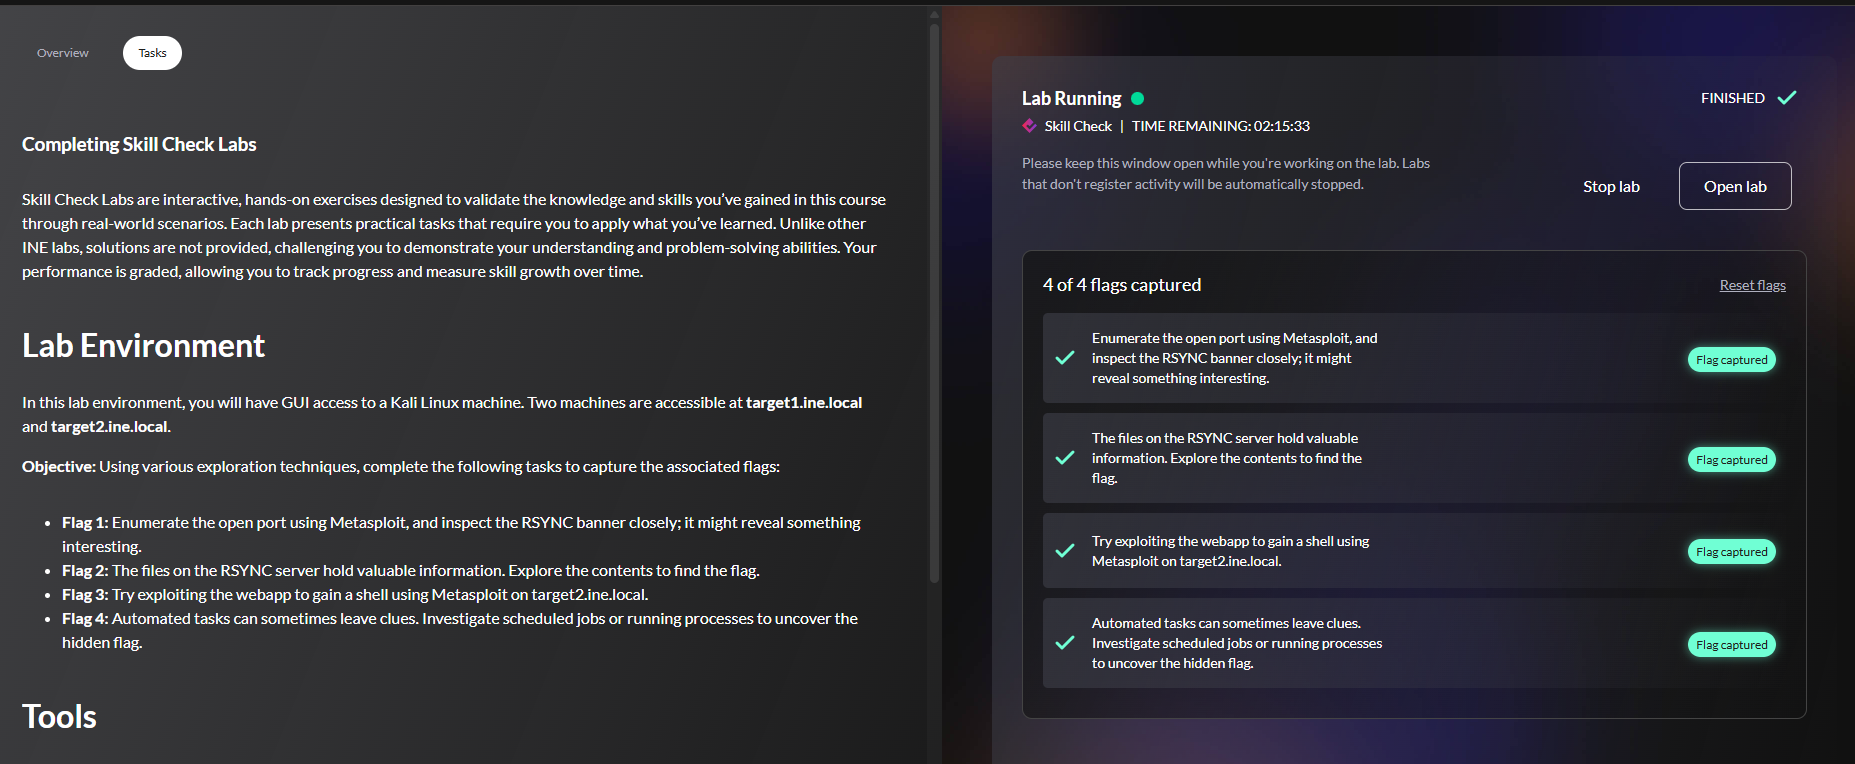 Overview
Tasks
Completing Skill Check Labs
Skill Check Labs are interactive, hands-on exercises designed to validate the knowledge and skills you’ve gained in this course
through real-world scenarios. Each lab presents practical tasks that require you to apply what you’ve learned. Unlike other
INE labs, solutions are not provided, challenging you to demonstrate your understanding and problem-solving abilities. Your
performance is graded, allowing you to track progress and measure skill growth over time.
Lab Environment
In this lab environment, you will have GUI access to a Kali Linux machine. Two machines are accessible at target1.ine.local
and target2.ine.local.
Objective: Using various exploration techniques, complete the following tasks to capture the associated flags:
• Flag 1: Enumerate the open port using Metasploit, and inspect the RSYNC banner closely; it might reveal something
interesting.
• Flag 2: The files on the RSYNC server hold valuable information. Explore the contents to find the flag.
• Flag 3: Try exploiting the webapp to gain a shell using Metasploit on target2.ine.local.
• Flag 4: Automated tasks can sometimes leave clues. Investigate scheduled jobs or running processes to uncover the
hidden flag.
Tools
Lab Running
FINISHED
Skill Check | TIME REMAINING: 02:15:33
Please keep this window open while you're working on the lab. Labs
that don't register activity will be automatically stopped.
Stop lab
Open lab
4 of 4 flags captured
Reset flags
Enumerate the open port using Metasploit, and
inspect the RSYNC banner closely; it might
reveal something interesting.
Flag captured
The files on the RSYNC server hold valuable
information. Explore the contents to find the
flag.
Flag captured
Try exploiting the webapp to gain a shell using
Metasploit on target2.ine.local.
Flag captured
Automated tasks can sometimes leave clues.
Investigate scheduled jobs or running processes
to uncover the hidden flag.
Flag captured